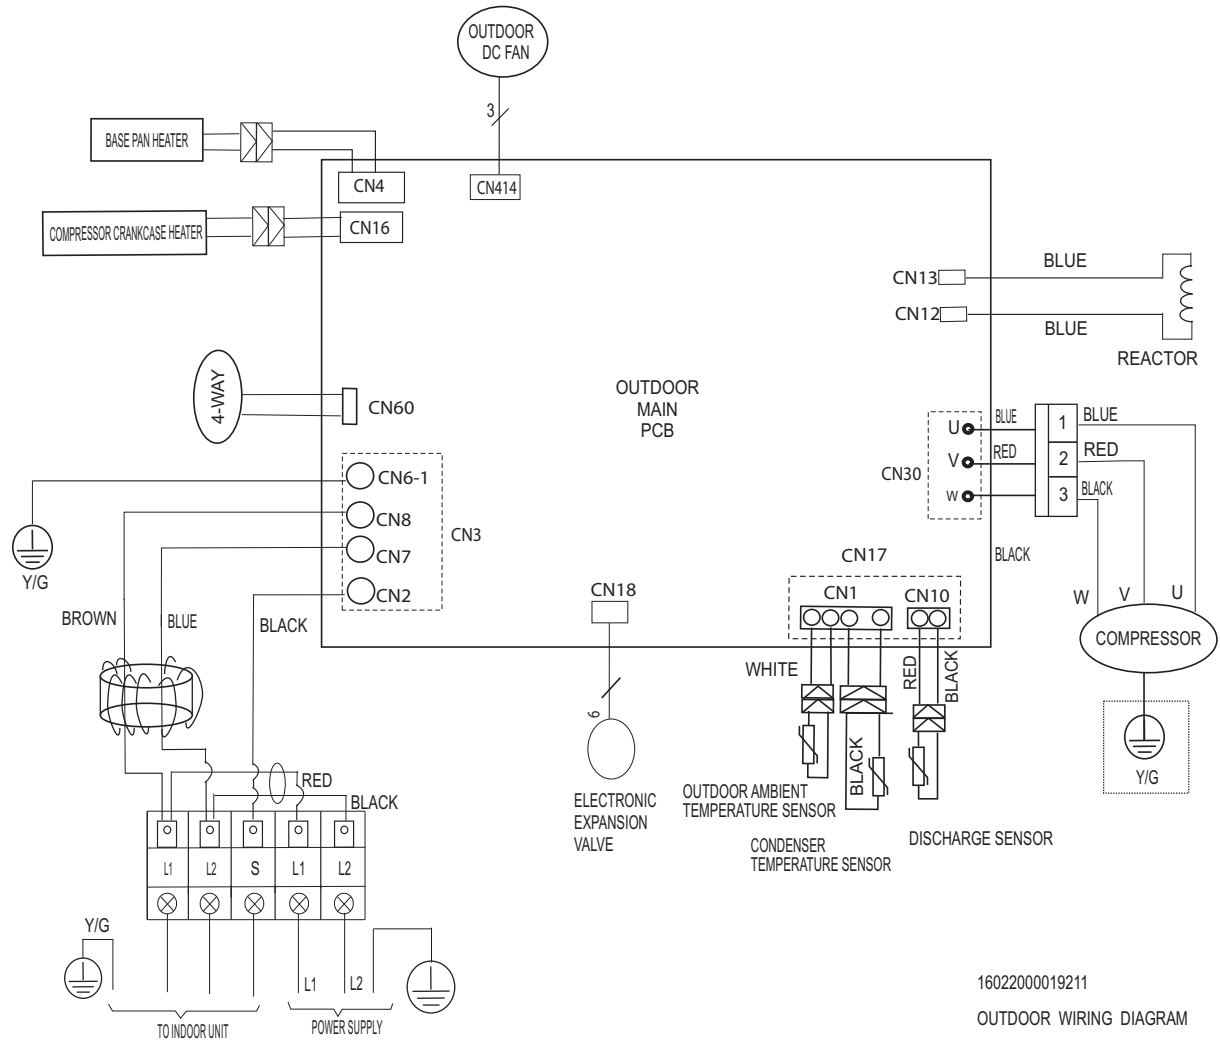 OUTDOOR
DC FAN
3
BASE PAN HEATER
CN4
CN414
COMPRESSOR CRANKCASE HEATER
CN16
CN13
BLUE
CN12
BLUE
REACTOR
4-WAY
CN60
OUTDOOR
MAIN
PCB
U
BLUE
1
BLUE
V
RED
2
RED
CN30
W
3
BLACK
BLACK
CN6-1
CN8
CN3
CN7
CN2
Y/G
BROWN
BLUE
BLACK
CN18
6
ELECTRONIC
EXPANSION
VALVE
CN17
CN1
CN10
WHITE
RED
BLACK
BLACK
OUTDOOR AMBIENT
TEMPERATURE SENSOR
CONDENSER
TEMPERATURE SENSOR
DISCHARGE SENSOR
W
V
U
COMPRESSOR
Y/G
RED
BLACK
L1
L2
S
L1
L2
Y/G
L1
L2
TO INDOOR UNIT
POWER SUPPLY
16022000019211
OUTDOOR WIRING DIAGRAM